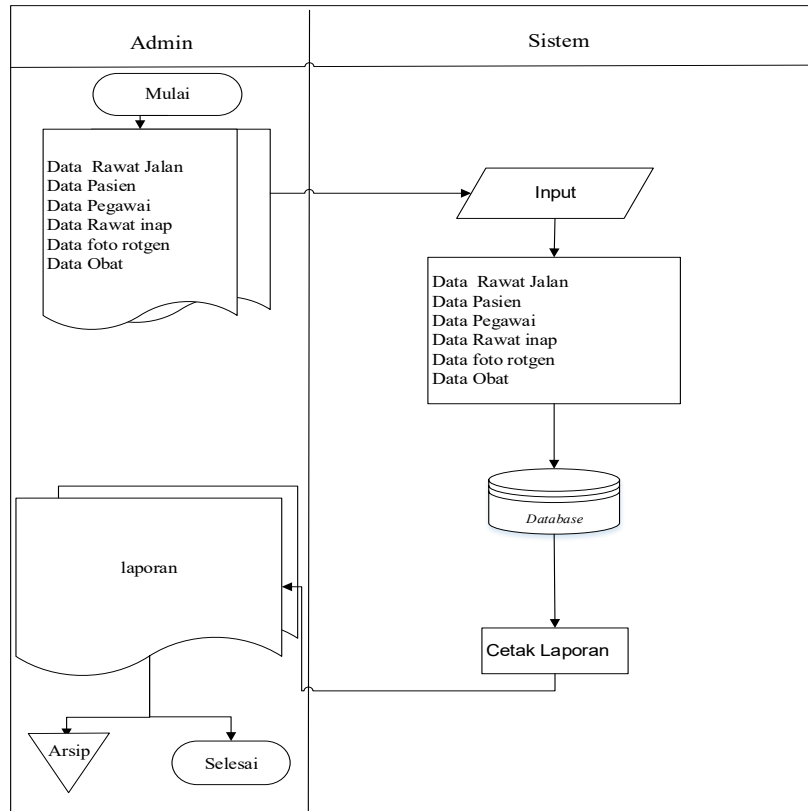 Admin
Sistem
Mulai
Data Rawat Jalan
Data Pasien
Data Pegawai
Data Rawat inap
Data foto rotgen
Data Obat
Input
Data Rawat Jalan
Data Pasien
Data Pegawai
Data Rawat inap
Data foto rotgen
Data Obat
Database
laporan
Cetak Laporan
Arsip
Selesai